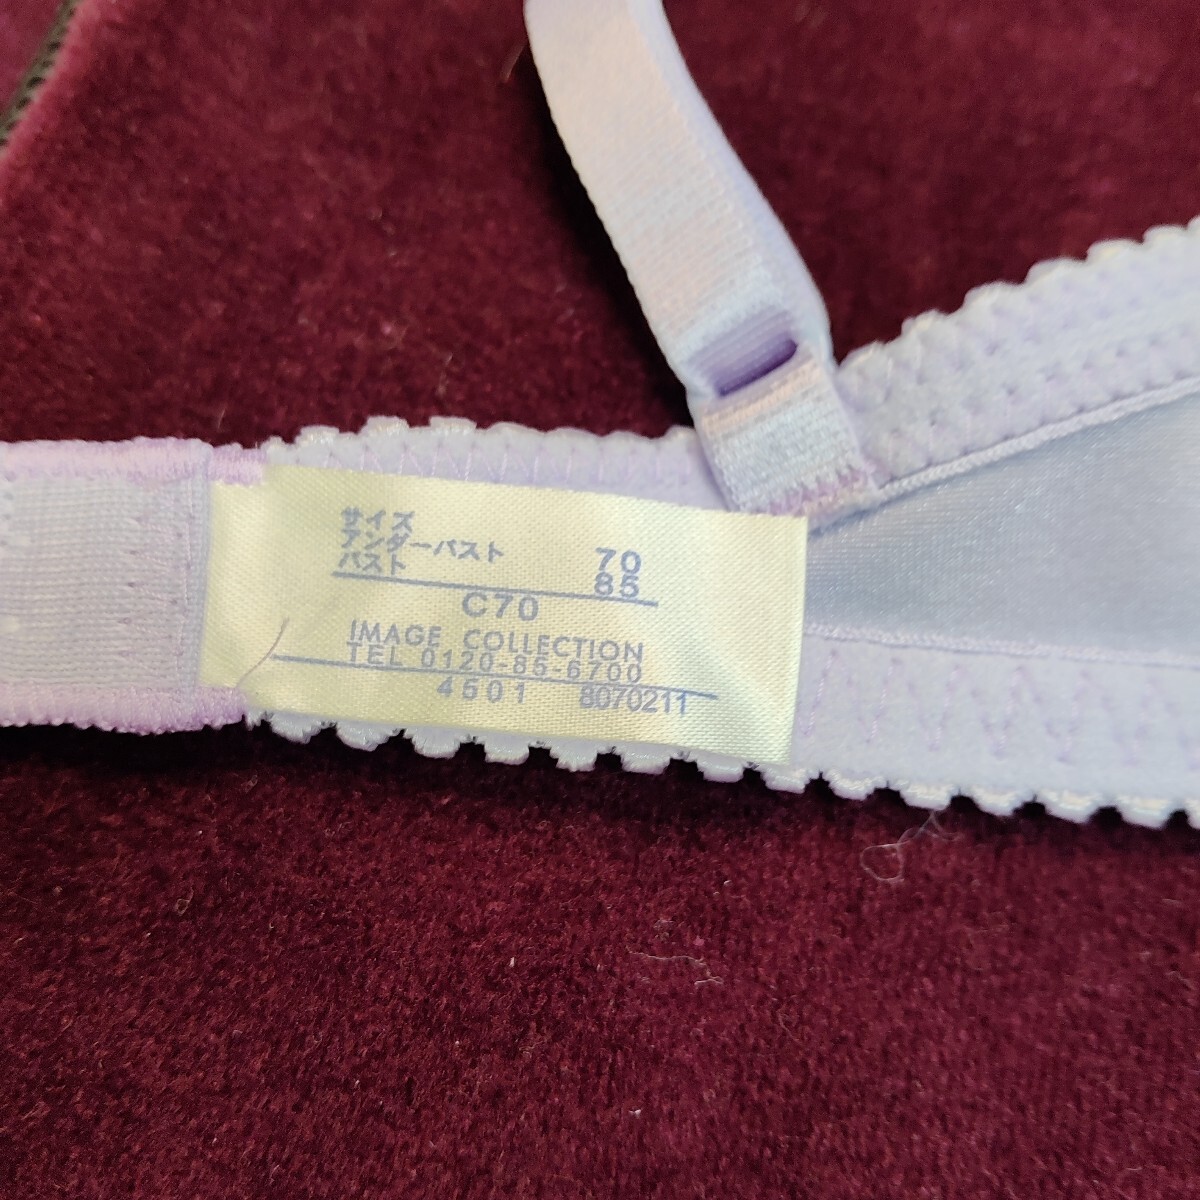 サイズ
アンダーバスト 70
バスト 85
C70
IMAGE COLLECTION
TEL 0120-85-6700
4501 8070211